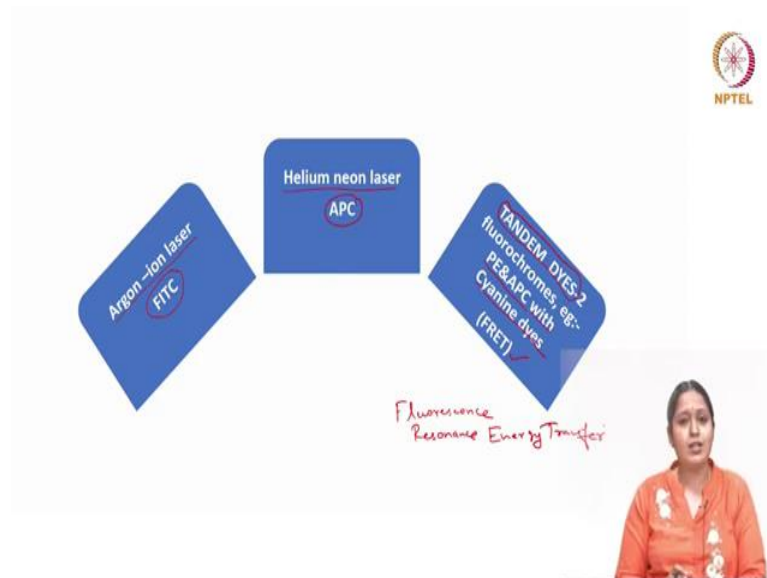 NPTEL
Helium neon laser
APC
Argon –ion laser
FITC
TANDEM DYES-2
fluorochromes, eg:-
PE&APC with
Cyanine dyes
(FRET)
Fluorescence
Resonance Energy Transfer